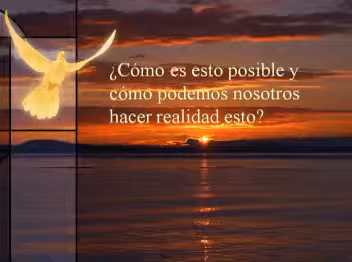 ¿Cómo es esto posible y
cómo podemos nosotros
hacer realidad esto?